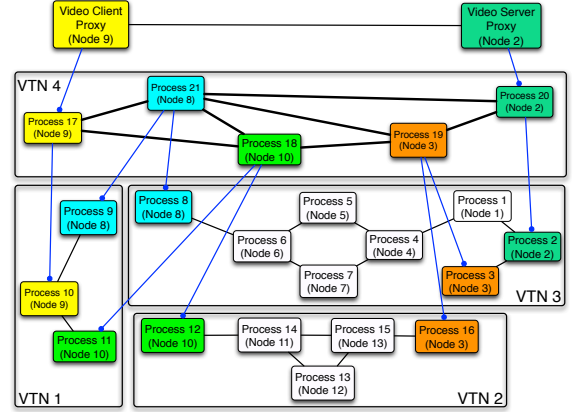 Video Client
Proxy
(Node 9)
Video Server
Proxy
(Node 2)
VTN 4
Process 21
(Node 8)
Process 20
(Node 2)
Process 17
(Node 9)
Process 18
(Node 10)
Process 19
(Node 3)
Process 9
(Node 8)
Process 10
(Node 9)
Process 11
(Node 10)
VTN 1
Process 8
(Node 8)
Process 5
(Node 5)
Process 1
(Node 1)
Process 6
(Node 6)
Process 4
(Node 4)
Process 2
(Node 2)
Process 7
(Node 7)
Process 3
(Node 3)
VTN 3
Process 12
(Node 10)
Process 14
(Node 11)
Process 15
(Node 13)
Process 16
(Node 3)
Process 13
(Node 12)
VTN 2